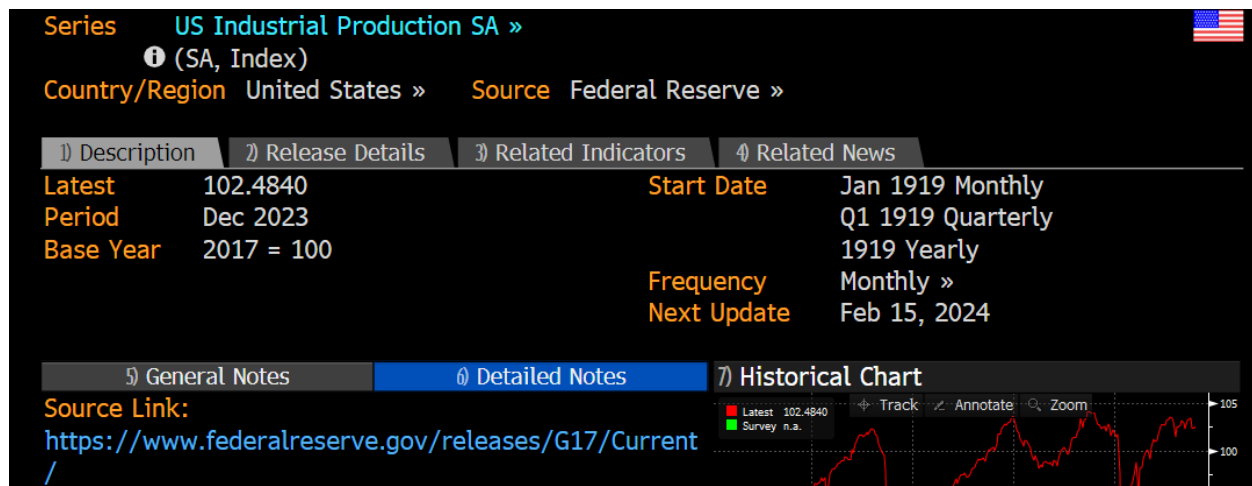 Series US Industrial Production SA »
(SA, Index)
Country/Region United States » Source Federal Reserve »
1) Description 2) Release Details 3) Related Indicators 4) Related News
Latest 102.4840 Start Date Jan 1919 Monthly
Period Dec 2023 Q1 1919 Quarterly
Base Year 2017 = 100 1919 Yearly
Frequency Monthly »
Next Update Feb 15, 2024
5) General Notes 6) Detailed Notes 7) Historical Chart
Source Link:
https://www.federalreserve.gov/releases/G17/Current
/
Latest 102.4840
Survey n.a.
Track Annotate Zoom
105
100